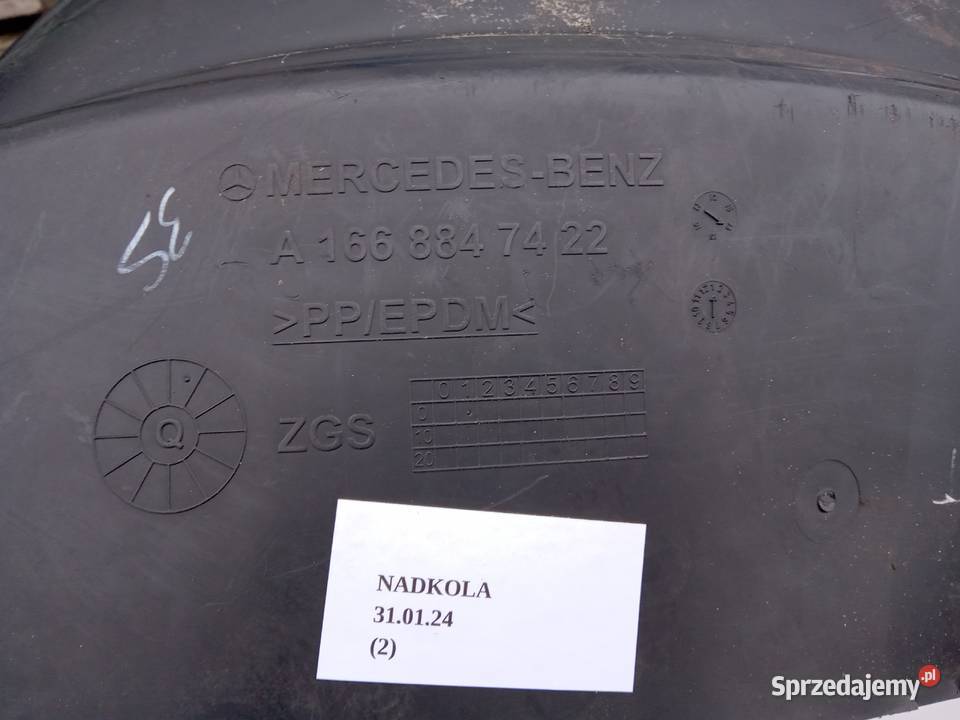 MERCEDES-BENZ
A 166 884 74 22
>PP/EPDM<
Q
ZGS
0 1 2 3 4 5 6 7 8 9
0
10
20
NADKOLA
31.01.24
(2)
Sprzedajemy.pl